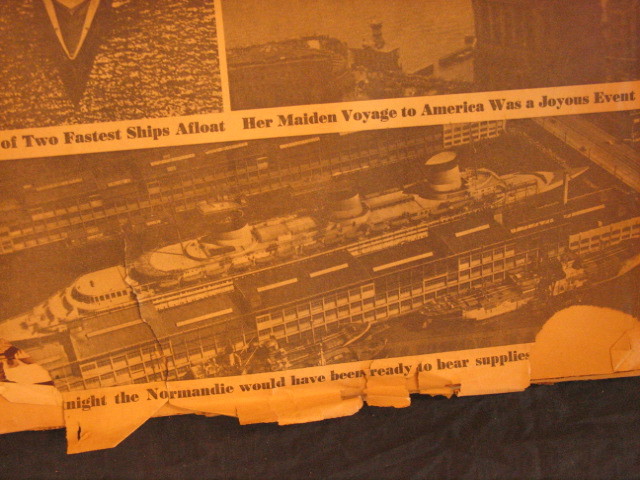 of Two Fastest Ships Afloat
Her Maiden Voyage to America Was a Joyous Event
night the Normandie would have been ready to bear supplies